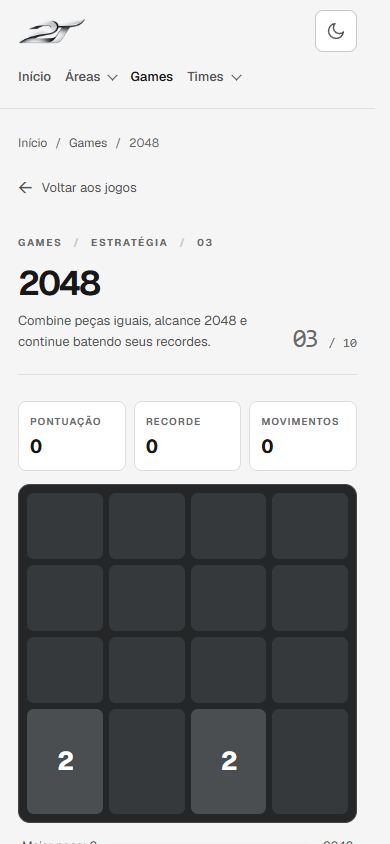 Início Áreas Games Times
Início / Games / 2048
← Voltar aos jogos
GAMES / ESTRATÉGIA / 03
2048
Combine peças iguais, alcance 2048 e
continue batendo seus recordes.
03 / 10
PONTUAÇÃO RECORDE MOVIMENTOS
0 0 0
2 2